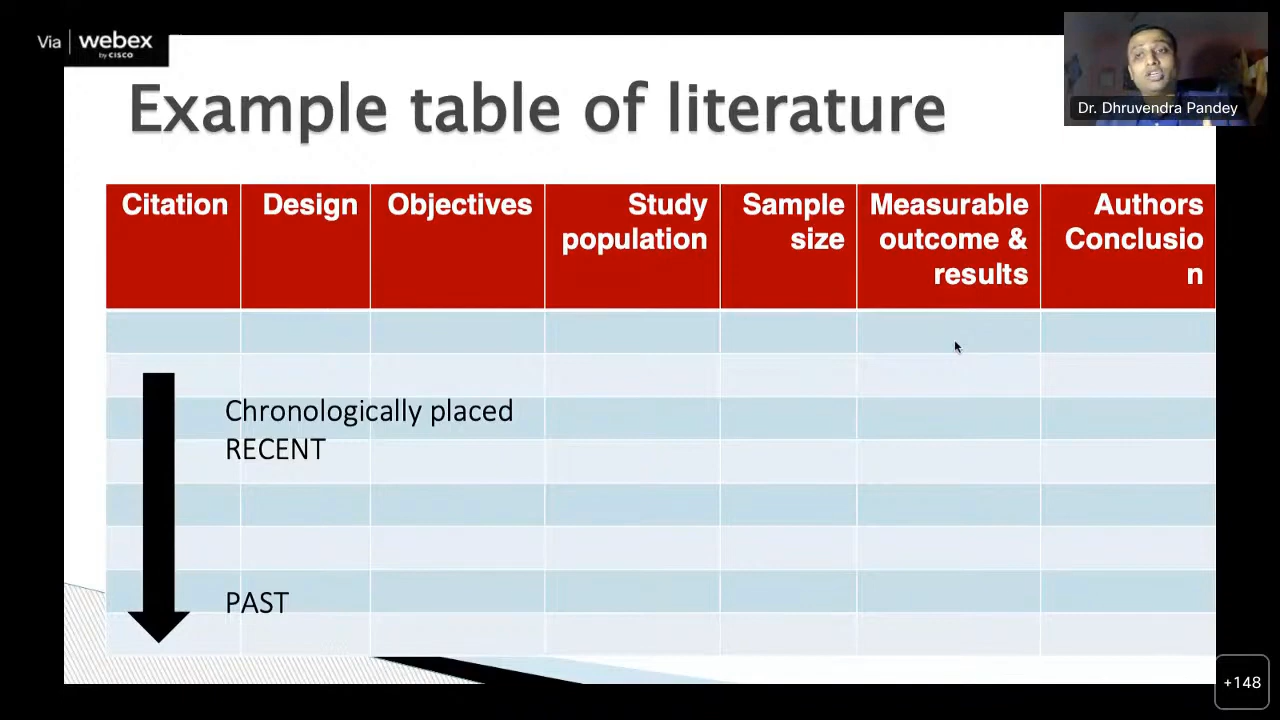 Via webex
by CISCO
Example table of literature
Dr. Dhruvendra Pandey
Citation
Design
Objectives
Study
population
Sample
size
Measurable
outcome &
results
Authors
Conclusio
n
Chronologically placed
RECENT
PAST
+148